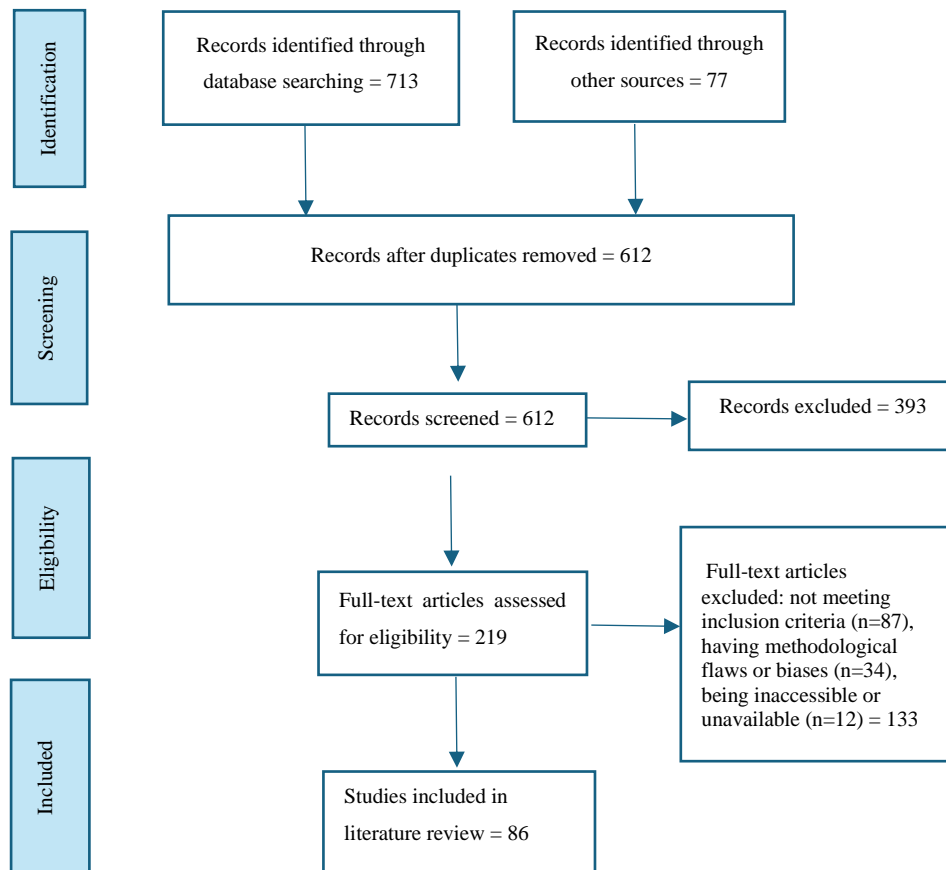 Identification
Records identified through
database searching = 713
Records identified through
other sources = 77
Screening
Records after duplicates removed = 612
Records screened = 612
Records excluded = 393
Eligibility
Full-text articles assessed
for eligibility = 219
Full-text articles
excluded: not meeting
inclusion criteria (n=87),
having methodological
flaws or biases (n=34),
being inaccessible or
unavailable (n=12) = 133
Included
Studies included in
literature review = 86